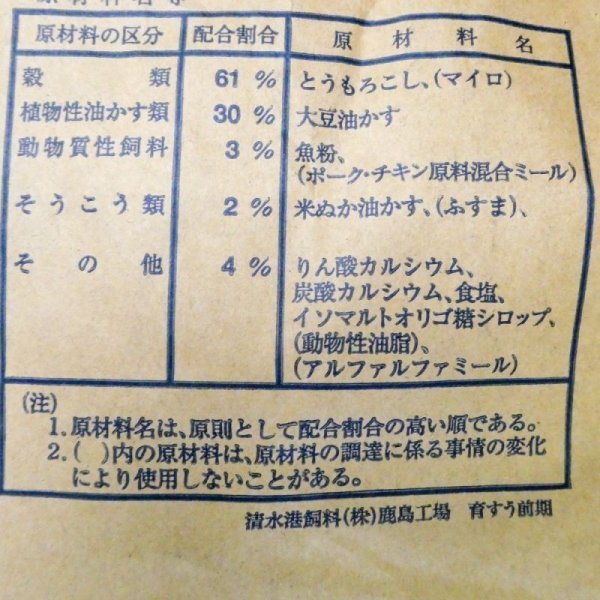 原材料名等
原材料の区分 配合割合 原材料名
穀類 61 % とうもろこし、(マイロ)
植物性油かす類 30 % 大豆油かす
動物質性飼料 3 % 魚粉、
(ポーク・チキン原料混合ミール)
そうこう類 2 % 米ぬか油かす、(ふすま)、
その他 4 % りん酸カルシウム、
炭酸カルシウム、食塩、
イソマルトオリゴ糖シロップ、
(動物性油脂)、
(アルファルファミール)
(注)
1.原材料名は、原則として配合割合の高い順である。
2.( )内の原材料は、原材料の調達に係る事情の変化
により使用しないことがある。
清水港飼料(株)鹿島工場 育すう前期